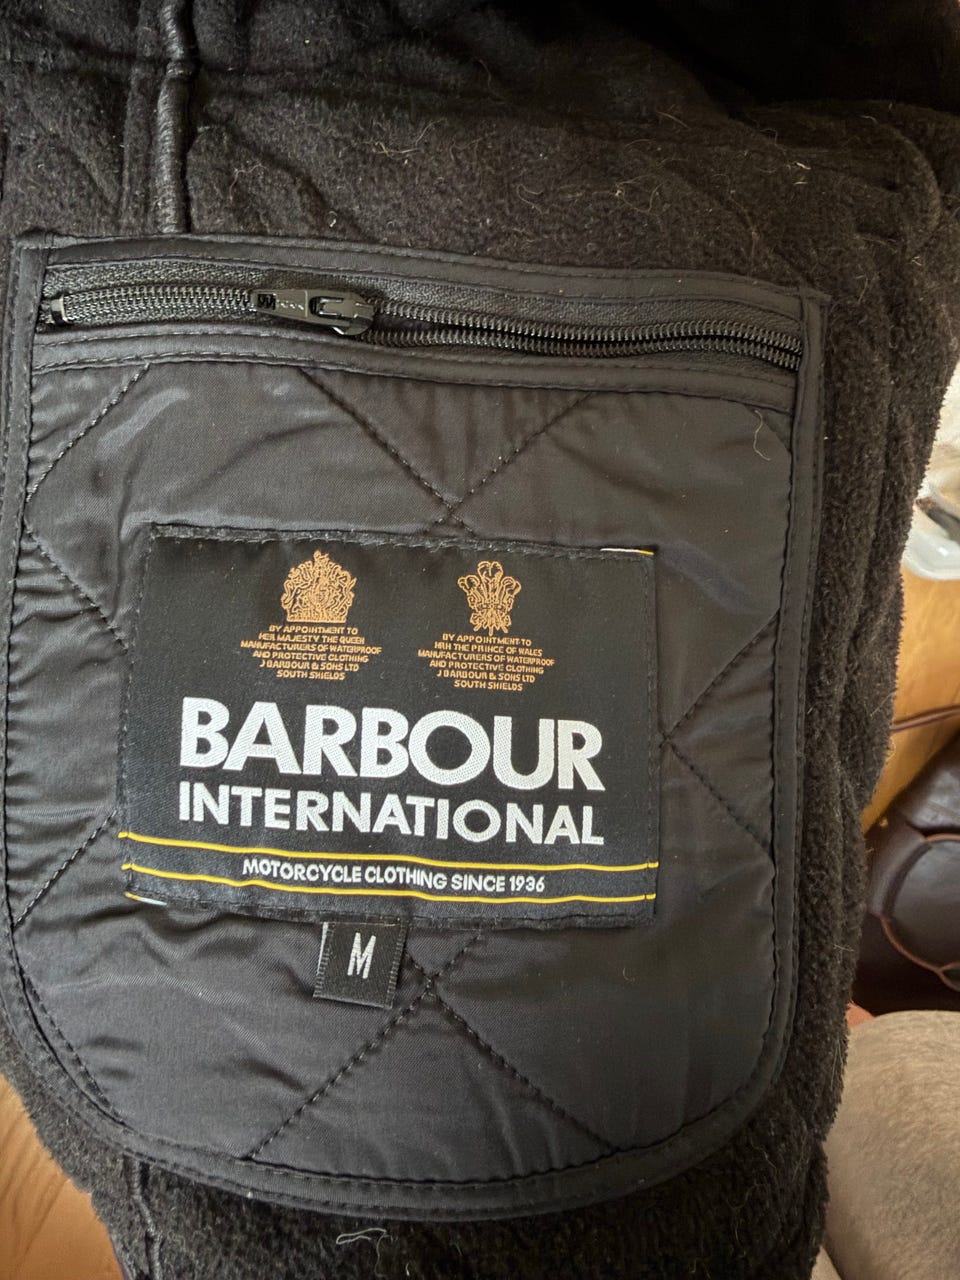 BY APPOINTMENT TO
HER MAJESTY THE QUEEN
MANUFACTURERS OF WATERPROOF
AND PROTECTIVE CLOTHING
J BARBOUR & SONS LTD
SOUTH SHIELDS
BY APPOINTMENT TO
HRH THE PRINCE OF WALES
MANUFACTURERS OF WATERPROOF
AND PROTECTIVE CLOTHING
J BARBOUR & SONS LTD
SOUTH SHIELDS
BARBOUR
INTERNATIONAL
MOTORCYCLE CLOTHING SINCE 1936
M